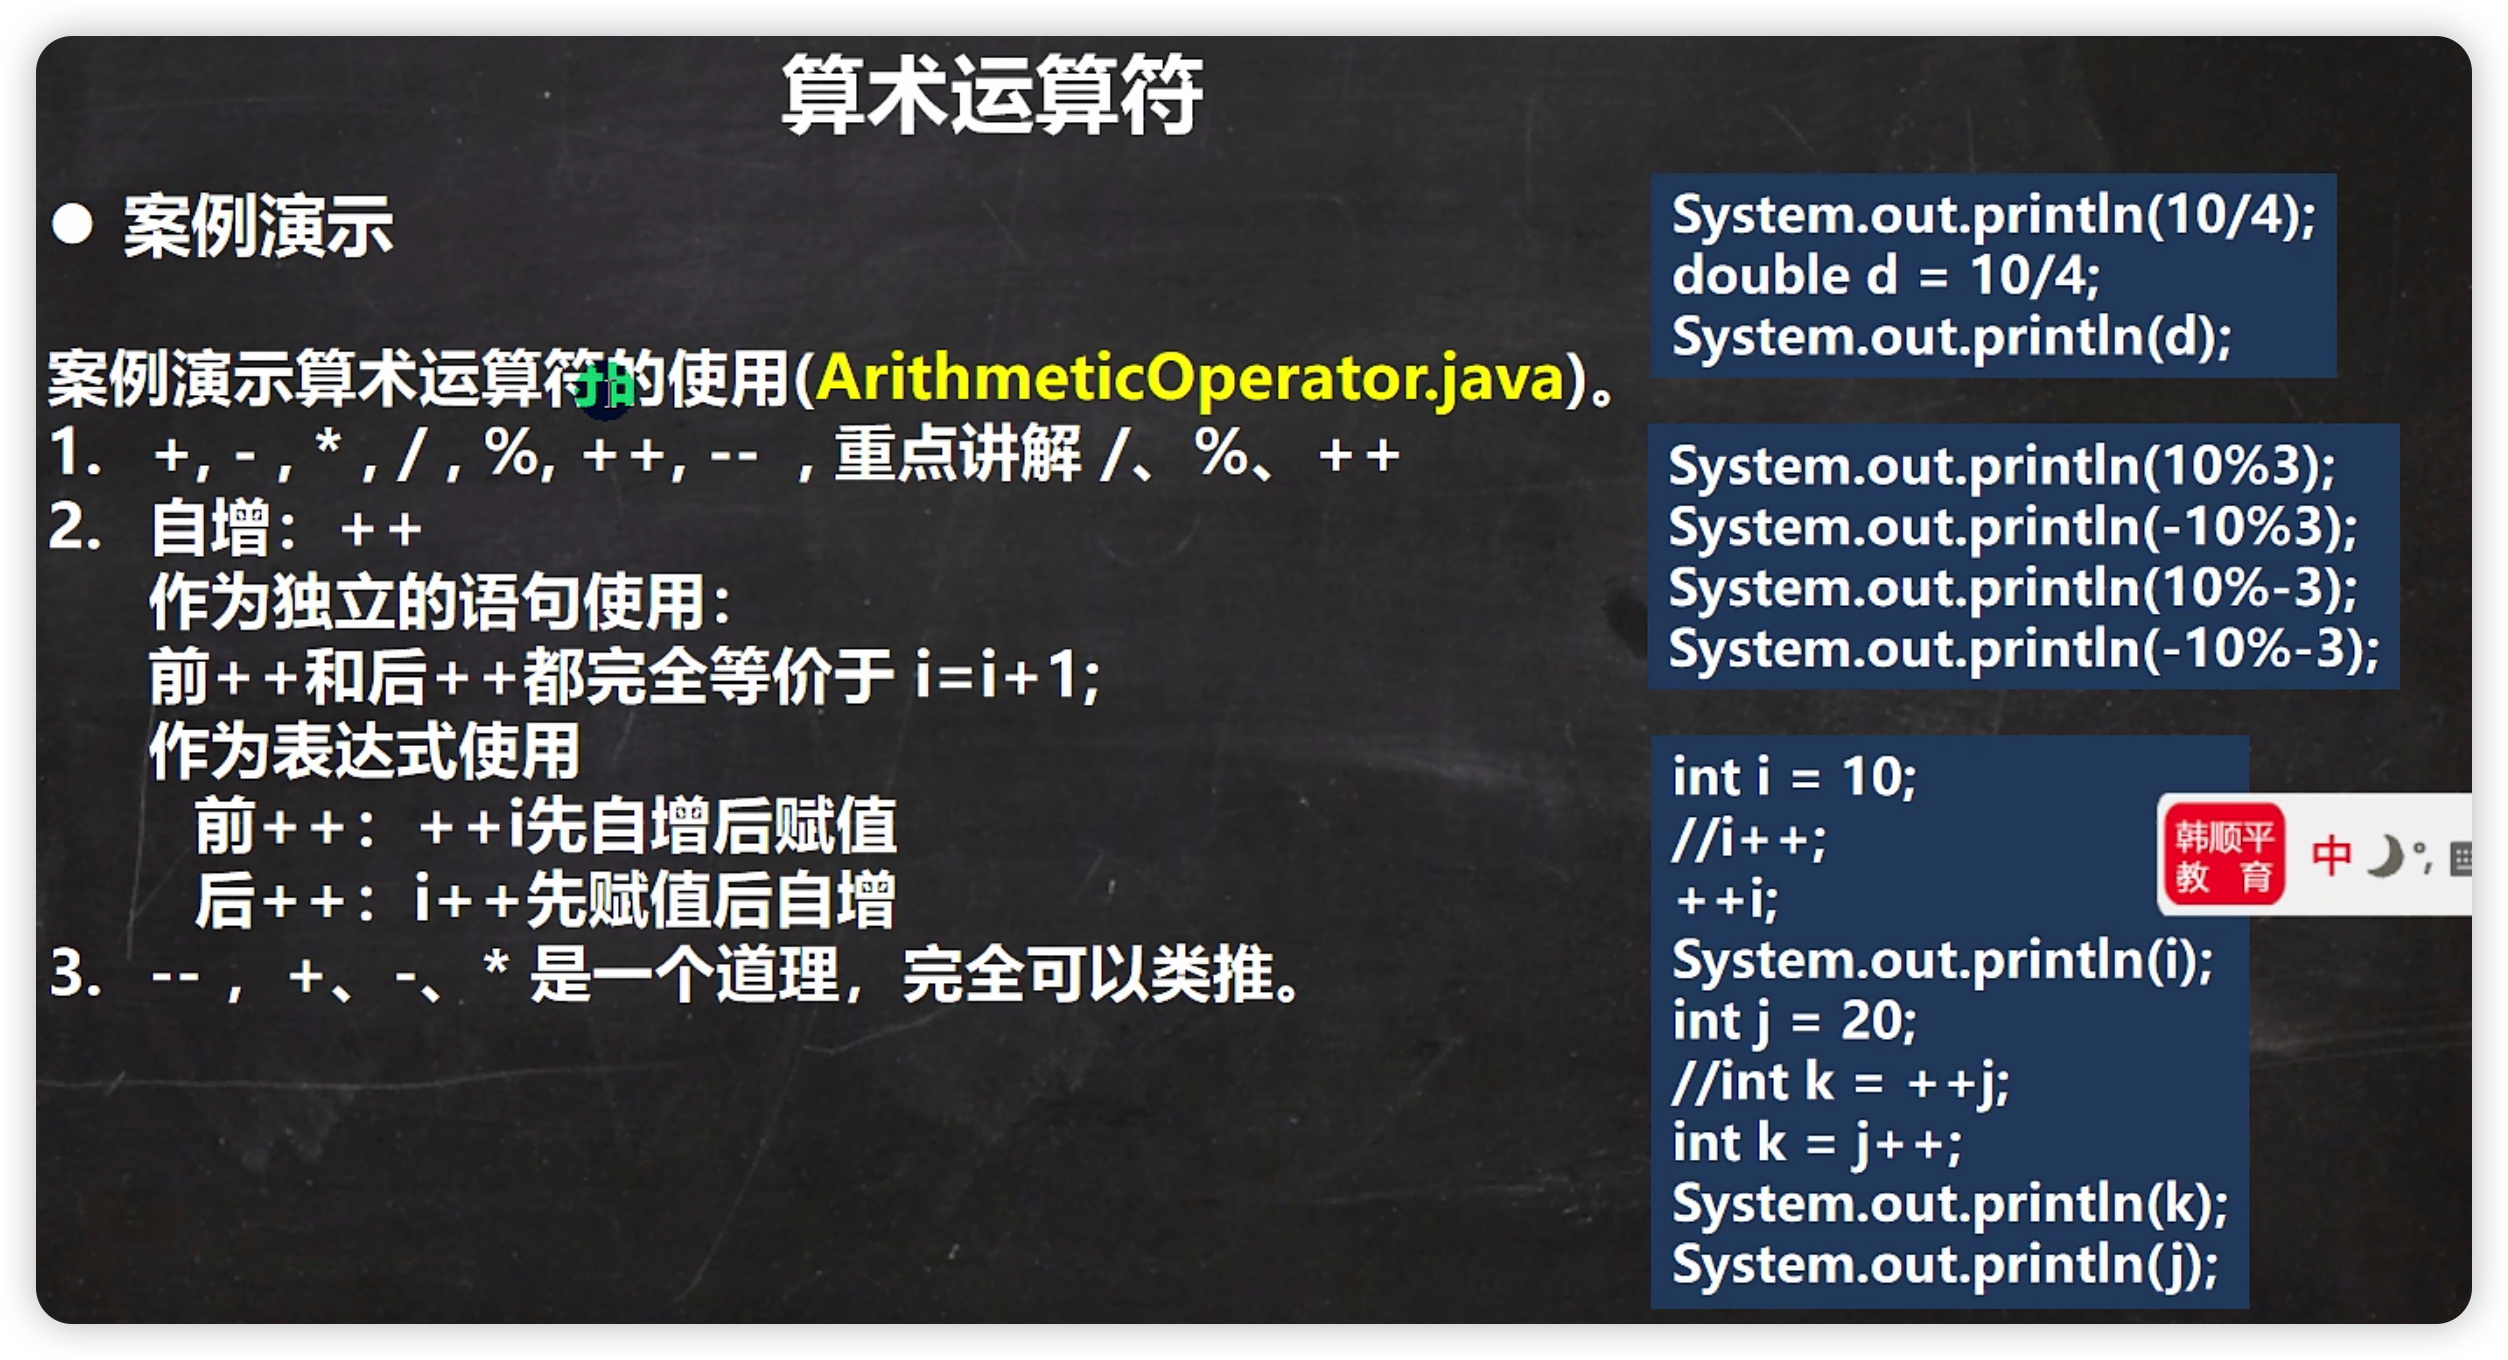 算术运算符
● 案例演示
案例演示算术运算符的使用(ArithmeticOperator.java)。
1. +, - , * , / , %, ++, -- , 重点讲解 /、%、++
2. 自增：++
作为独立的语句使用：
前++和后++都完全等价于 i=i+1;
作为表达式使用
前++：++i先自增后赋值
后++：i++先赋值后自增
3. -- ，+、-、* 是一个道理，完全可以类推。
System.out.println(10/4);
double d = 10/4;
System.out.println(d);
System.out.println(10%3);
System.out.println(-10%3);
System.out.println(10%-3);
System.out.println(-10%-3);
int i = 10;
//i++;
++i;
System.out.println(i);
int j = 20;
//int k = ++j;
int k = j++;
System.out.println(k);
System.out.println(j);
韩顺平
教 育
中